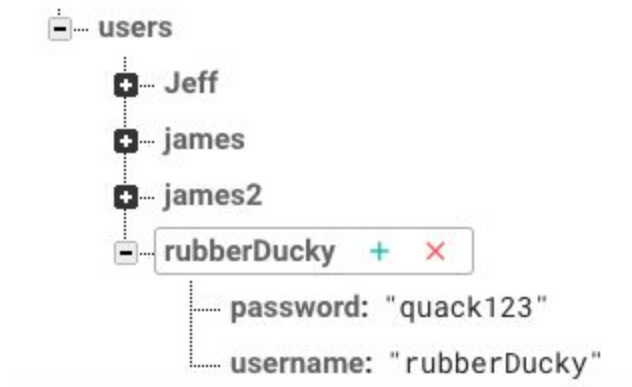 users
Jeff
james
james2
rubberDucky + ×
password: "quack123"
username: "rubberDucky"